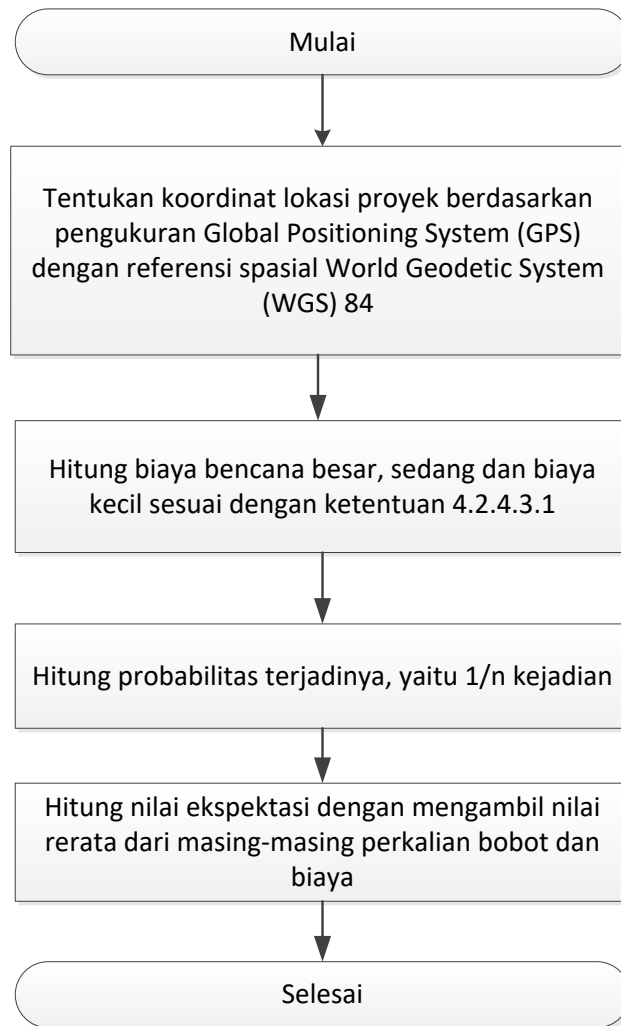 Mulai
Tentukan koordinat lokasi proyek berdasarkan
pengukuran Global Positioning System (GPS)
dengan referensi spasial World Geodetic System
(WGS) 84
Hitung biaya bencana besar, sedang dan biaya
kecil sesuai dengan ketentuan 4.2.4.3.1
Hitung probabilitas terjadinya, yaitu 1/n kejadian
Hitung nilai ekspektasi dengan mengambil nilai
rerata dari masing-masing perkalian bobot dan
biaya
Selesai